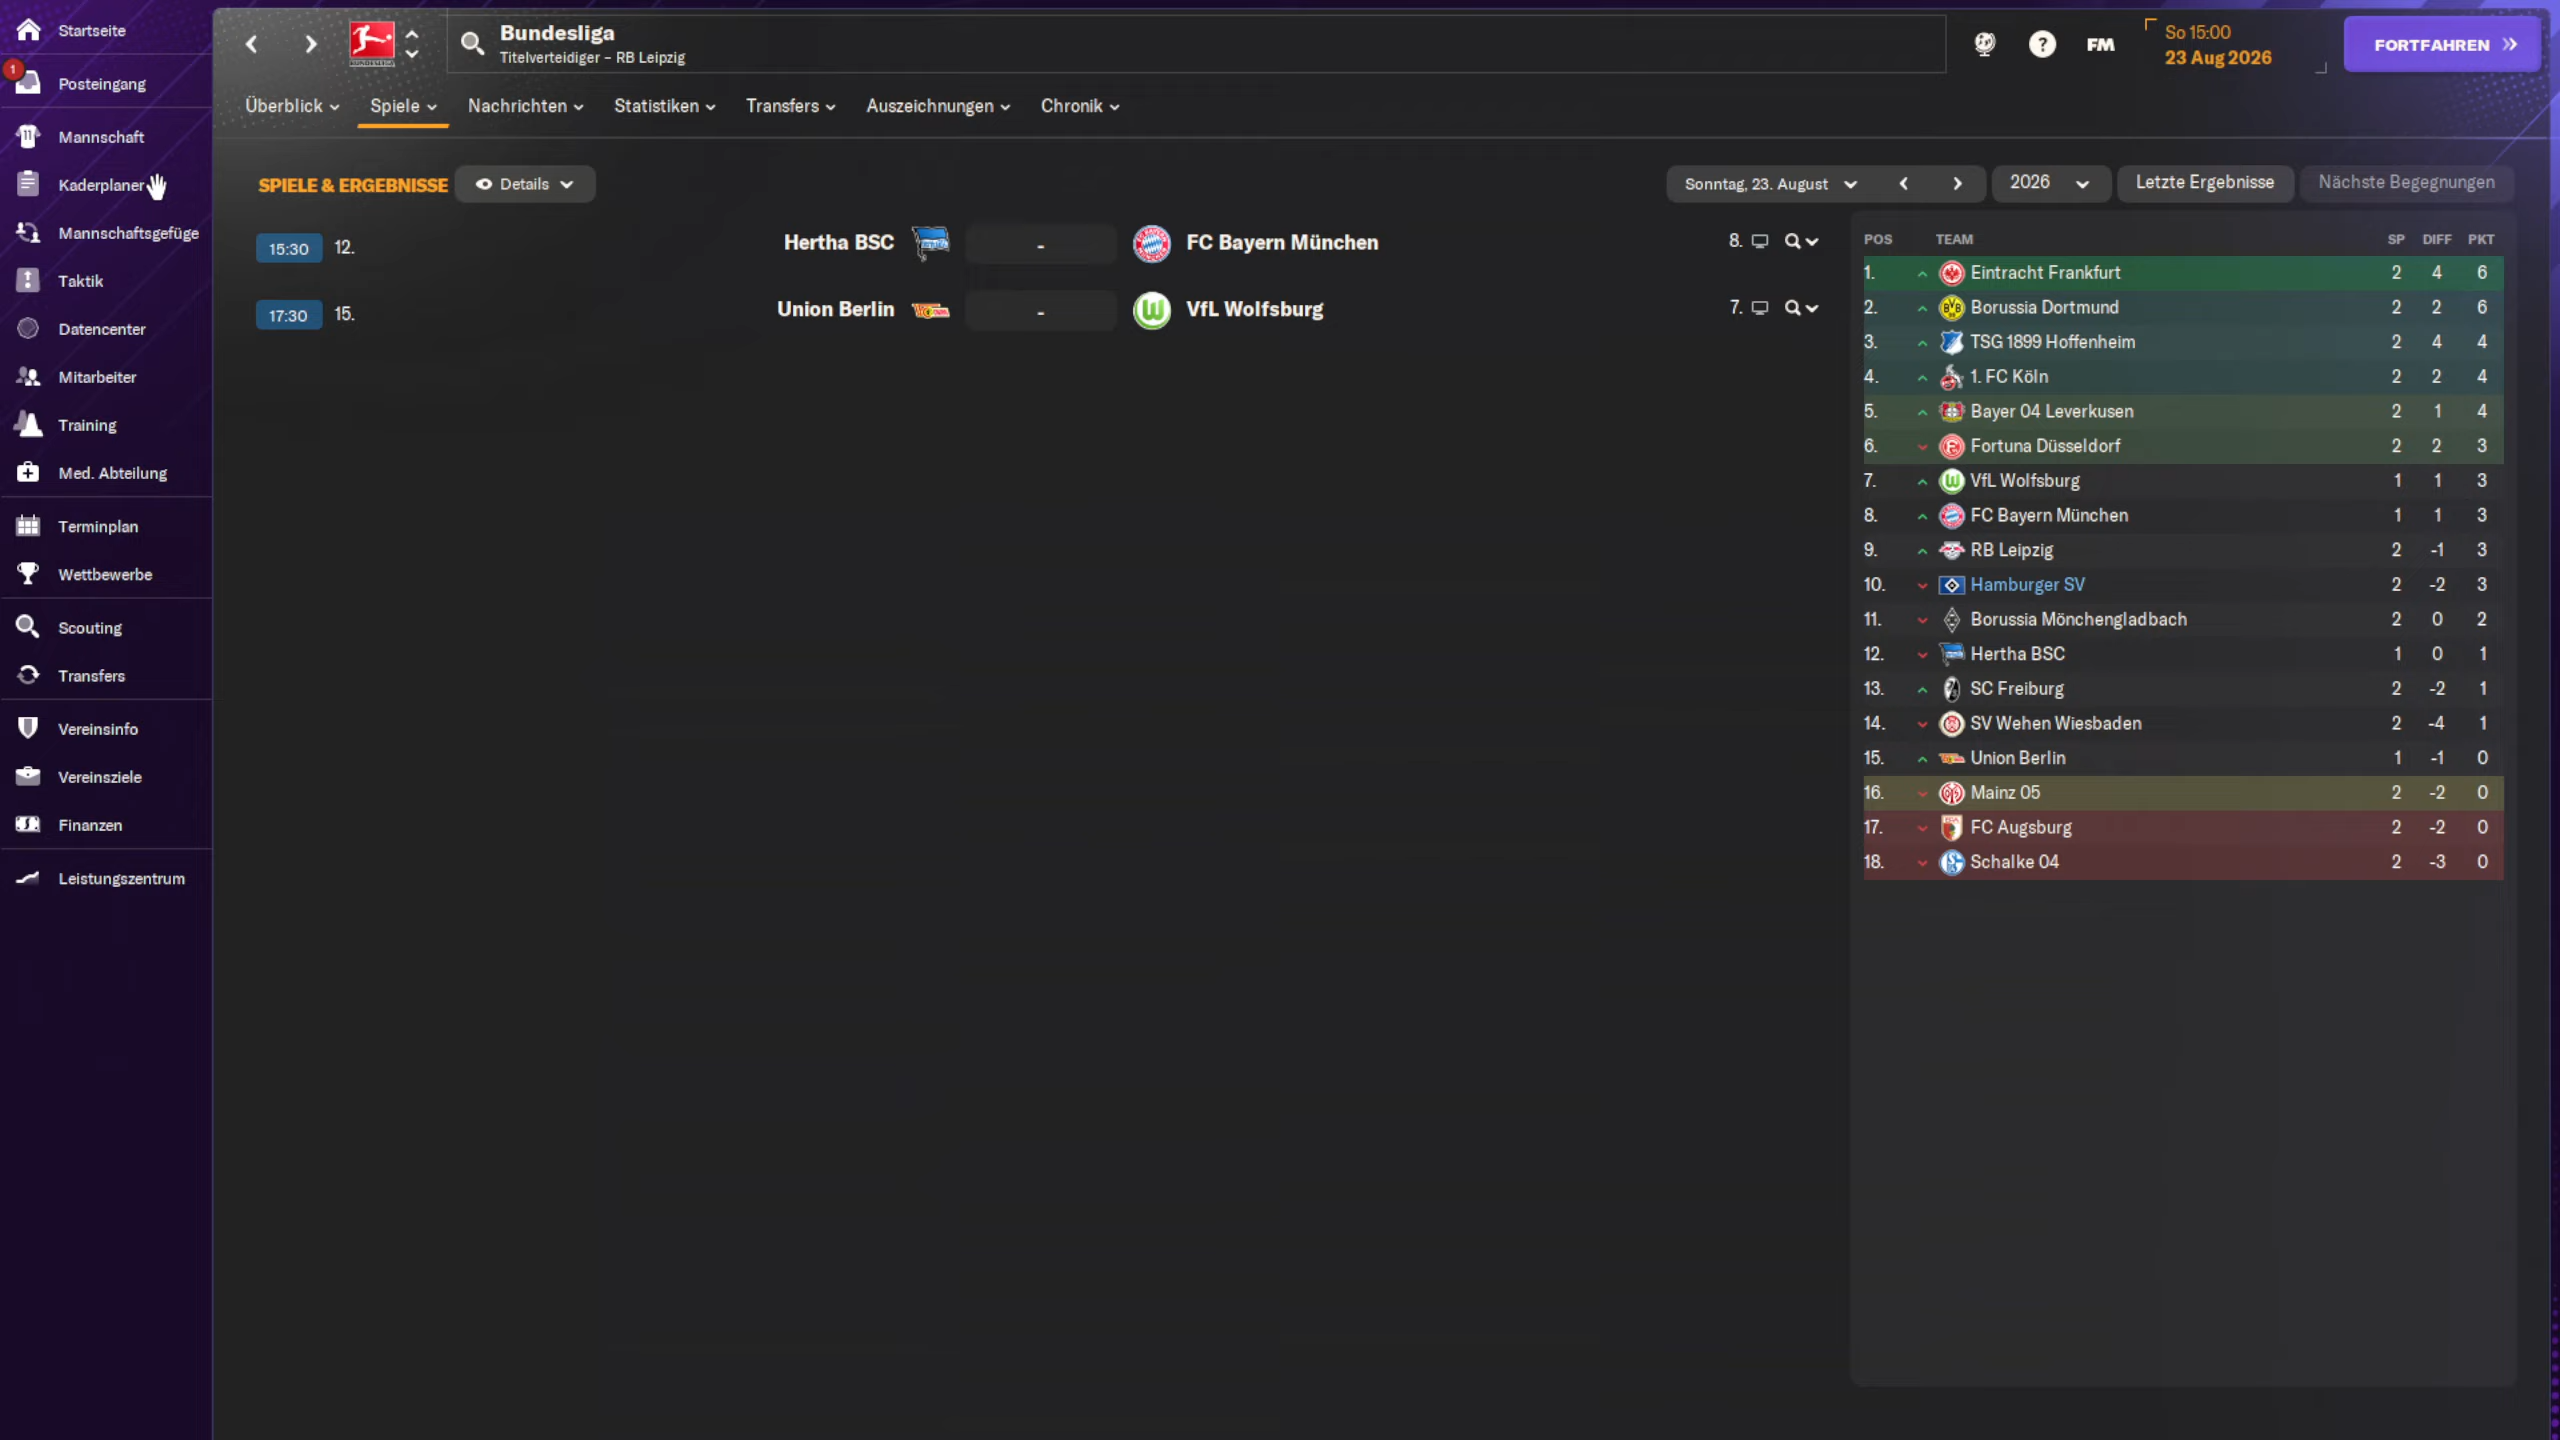 Startseite
1
Posteingang
Mannschaft
Kaderplaner
Mannschaftsgefüge
Taktik
Datencenter
Mitarbeiter
Training
Med. Abteilung
Terminplan
Wettbewerbe
Scouting
Transfers
Vereinsinfo
Vereinsziele
Finanzen
Leistungszentrum
Bundesliga
Titelverteidiger – RB Leipzig
? FM
So 15:00
23 Aug 2026
FORTFAHREN
Überblick Spiele Nachrichten Statistiken Transfers Auszeichnungen Chronik
SPIELE & ERGEBNISSE Details
Sonntag, 23. August 2026 Letzte Ergebnisse Nächste Begegnungen
15:30 12. Hertha BSC - FC Bayern München 8.
17:30 15. Union Berlin - VfL Wolfsburg 7.
POS TEAM SP DIFF PKT
1. Eintracht Frankfurt 2 4 6
2. Borussia Dortmund 2 2 6
3. TSG 1899 Hoffenheim 2 4 4
4. 1. FC Köln 2 2 4
5. Bayer 04 Leverkusen 2 1 4
6. Fortuna Düsseldorf 2 2 3
7. VfL Wolfsburg 1 1 3
8. FC Bayern München 1 1 3
9. RB Leipzig 2 -1 3
10. Hamburger SV 2 -2 3
11. Borussia Mönchengladbach 2 0 2
12. Hertha BSC 1 0 1
13. SC Freiburg 2 -2 1
14. SV Wehen Wiesbaden 2 -4 1
15. Union Berlin 1 -1 0
16. Mainz 05 2 -2 0
17. FC Augsburg 2 -2 0
18. Schalke 04 2 -3 0